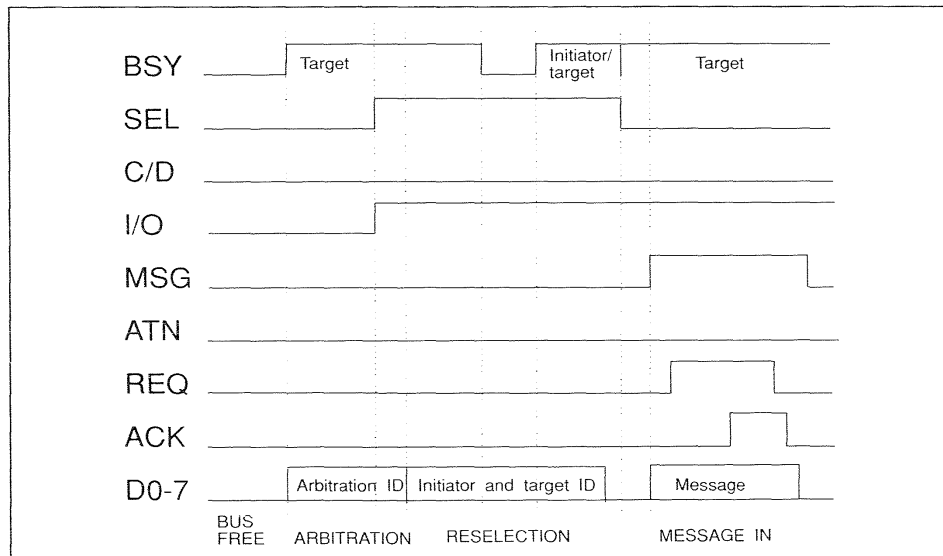 BSY
Target
Initiator/
target
Target
SEL
C/D
I/O
MSG
ATN
REQ
ACK
D0-7
Arbitration ID
Initiator and target ID
Message
BUS
FREE
ARBITRATION
RESELECTION
MESSAGE IN